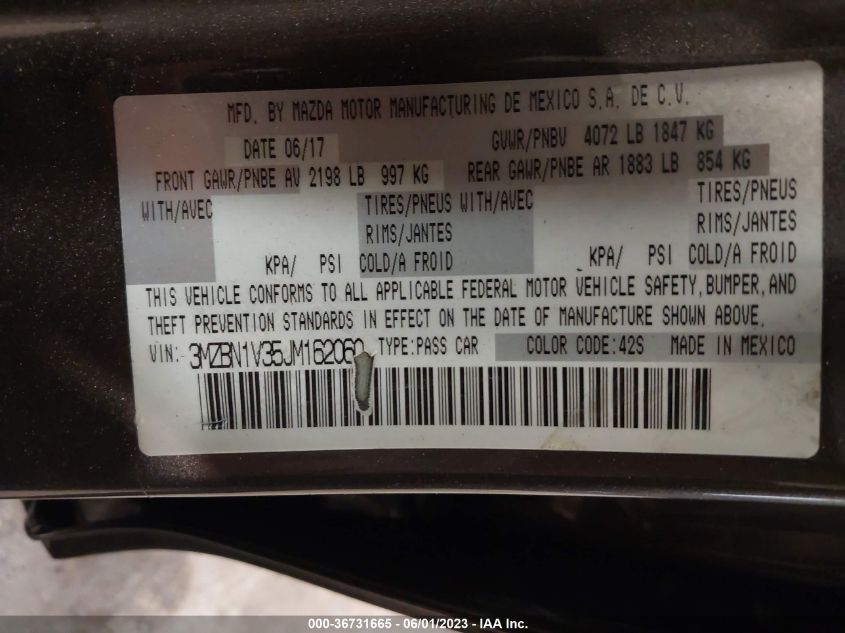 MFD. BY MAZDA MOTOR MANUFACTURING DE MEXICO S.A. DE C.V.
DATE 06/17 GVWR/PNBV 4072 LB 1847 KG
FRONT GAWR/PNBE AV 2198 LB 997 KG REAR GAWR/PNBE AR 1883 LB 854 KG
WITH/AVEC TIRES/PNEUS WITH/AVEC TIRES/PNEUS
RIMS/JANTES RIMS/JANTES
KPA/ PSI COLD/A FROID KPA/ PSI COLD/A FROID
THIS VEHICLE CONFORMS TO ALL APPLICABLE FEDERAL MOTOR VEHICLE SAFETY, BUMPER, AND
THEFT PREVENTION STANDARDS IN EFFECT ON THE DATE OF MANUFACTURE SHOWN ABOVE.
VIN: 3MZBN1V35JM162060 TYPE:PASS CAR COLOR CODE:42S MADE IN MEXICO
000-36731665 - 06/01/2023 - IAA Inc.